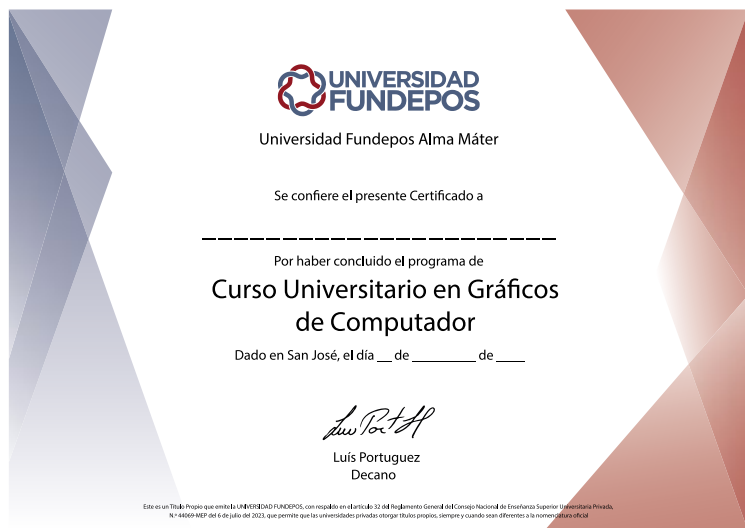 UNIVERSIDAD
FUNDEPOS
Universidad Fundepos Alma Máter
Se confiere el presente Certificado a
_______________________
Por haber concluido el programa de
Curso Universitario en Gráficos
de Computador
Dado en San José, el día __ de _________ de ____
Luís Portuguez
Decano
Este es un Título Propio que emite la UNIVERSIDAD FUNDEPOS, con respaldo en el artículo 32 del Reglamento General del Consejo Nacional de Enseñanza Superior Universitaria Privada,
N.º 44069-MEP del 6 de julio del 2023, que permite que las universidades privadas otorgar títulos propios, siempre y cuando sean diferentes a la nomenclatura oficial